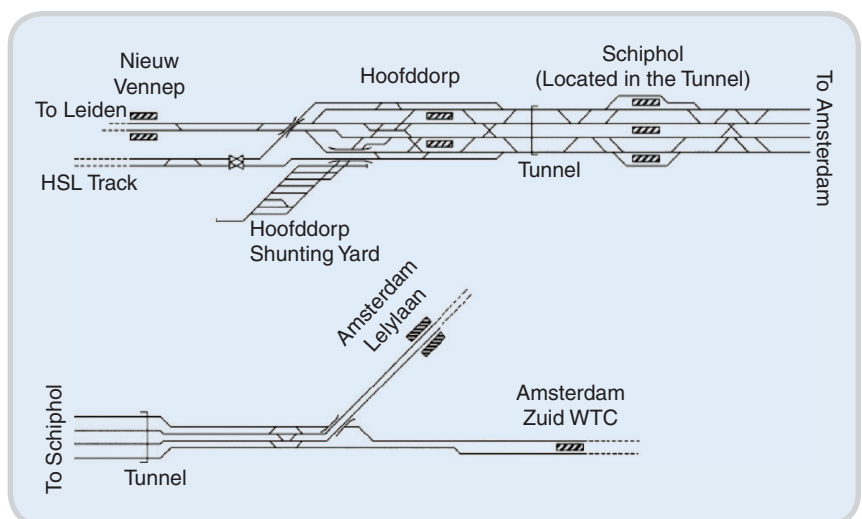 Nieuw
Vennep
Hoofddorp
Schiphol
(Located in the Tunnel)
To Leiden
To Amsterdam
HSL Track
Tunnel
Hoofddorp
Shunting Yard
Amsterdam
Lelylaan
Amsterdam
Zuid WTC
To Schiphol
Tunnel